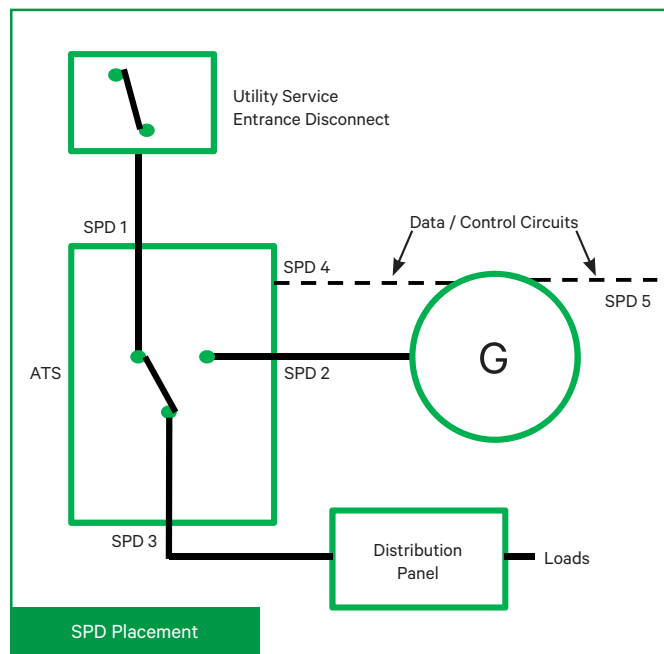 Utility Service
Entrance Disconnect
SPD 1
Data / Control Circuits
SPD 4
SPD 5
ATS
SPD 2
G
SPD 3
Distribution
Panel
Loads
SPD Placement